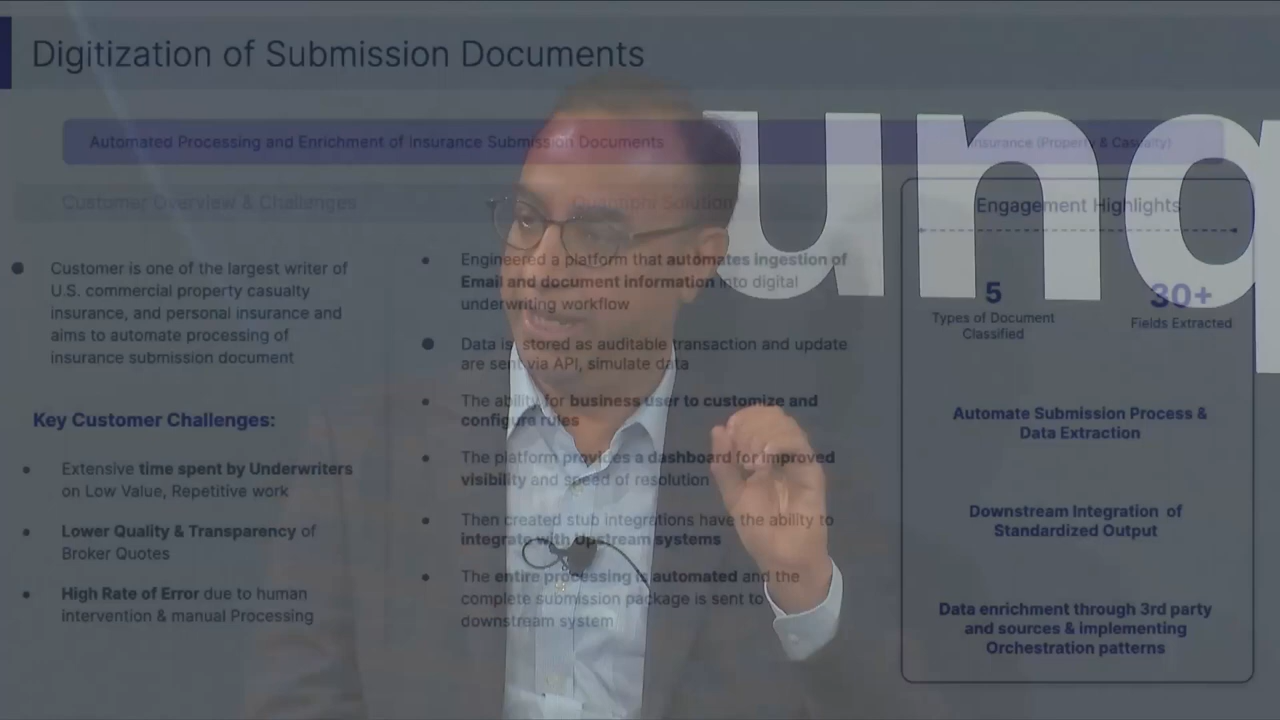 Digitization of Submission Documents
Automated Processing and Enrichment of Insurance Submission Documents
Insurance (Property & Casualty)
Customer Overview & Challenges
Customer is one of the largest writer of
U.S. commercial property casualty
insurance, and personal insurance and
aims to automate processing of
insurance submission document
Key Customer Challenges:
Extensive time spent by Underwriters
on Low Value, Repetitive work
Lower Quality & Transparency of
Broker Quotes
High Rate of Error due to human
intervention & manual Processing
Quantiphi Solution
Engineered a platform that automates ingestion of
Email and document information into digital
underwriting workflow
Data is stored as auditable transaction and update
are sent via API, simulate data
The ability for business user to customize and
configure rules
The platform provides a dashboard for improved
visibility and speed of resolution
Then created stub integrations have the ability to
integrate with Upstream systems
The entire processing is automated and the
complete submission package is sent to
downstream system
Engagement Highlights
5
Types of Document
Classified
30+
Fields Extracted
Automate Submission Process &
Data Extraction
Downstream Integration of
Standardized Output
Data enrichment through 3rd party
and sources & implementing
Orchestration patterns